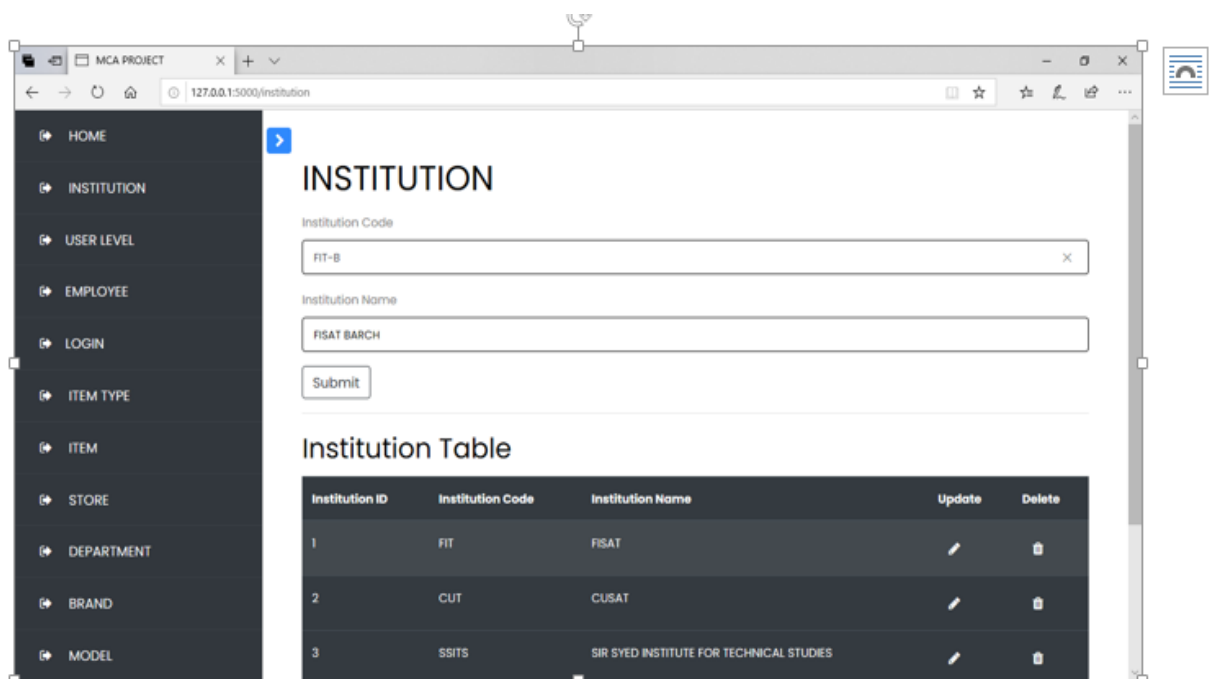 MCA PROJECT
127.0.0.1:5000/institution
HOME
INSTITUTION
USER LEVEL
EMPLOYEE
LOGIN
ITEM TYPE
ITEM
STORE
DEPARTMENT
BRAND
MODEL
INSTITUTION
Institution Code
FIT-B
Institution Name
FISAT BARCH
Submit
Institution Table
Institution ID Institution Code Institution Name Update Delete
1 FIT FISAT
2 CUT CUSAT
3 SSITS SIR SYED INSTITUTE FOR TECHNICAL STUDIES